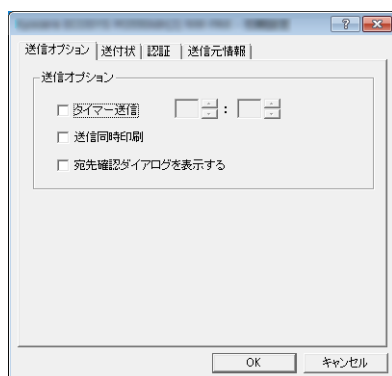 送信オプション 送付状 認証 送信元情報
送信オプション
タイマー送信 :
送信同時印刷
宛先確認ダイアログを表示する
OK キャンセル